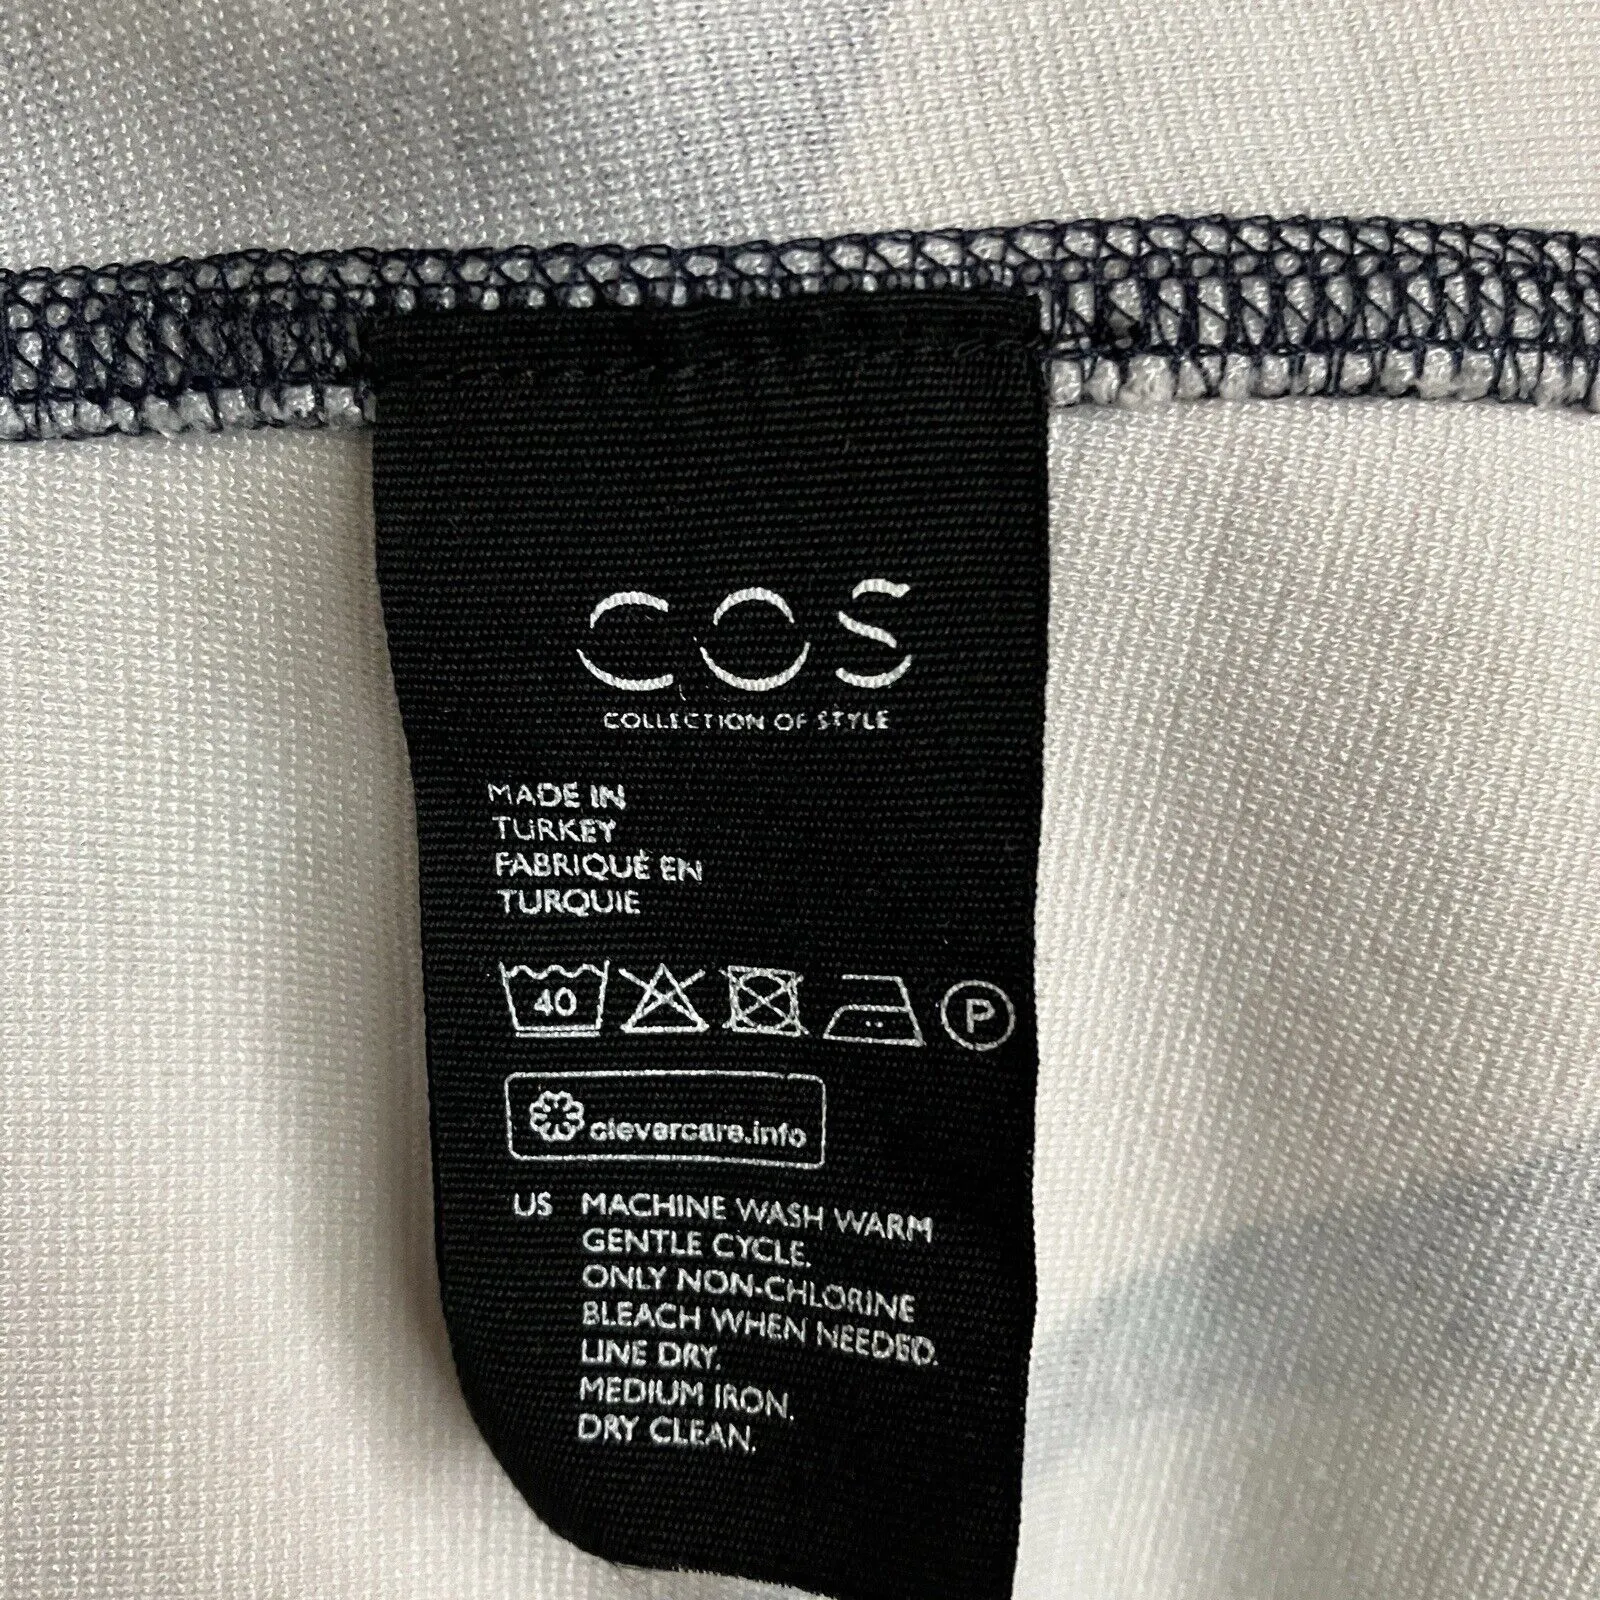 COS
COLLECTION OF STYLE
MADE IN
TURKEY
FABRIQUÉ EN
TURQUIE
40 P
clevercare.info
US MACHINE WASH WARM
GENTLE CYCLE.
ONLY NON-CHLORINE
BLEACH WHEN NEEDED.
LINE DRY.
MEDIUM IRON.
DRY CLEAN.